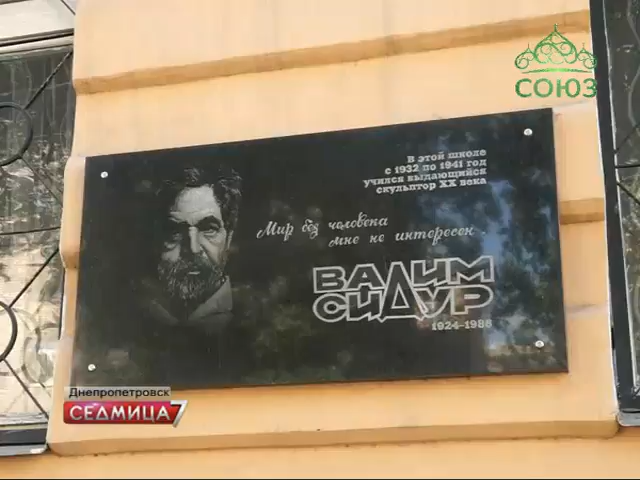 СОЮЗ
В этой школе
с 1932 по 1941 год
учился выдающийся
скульптор XX века
Мир без человека
мне не интересен
ВАДИМ
СИДУР
1924-1986
Днепропетровск
СЕДМИЦА 7